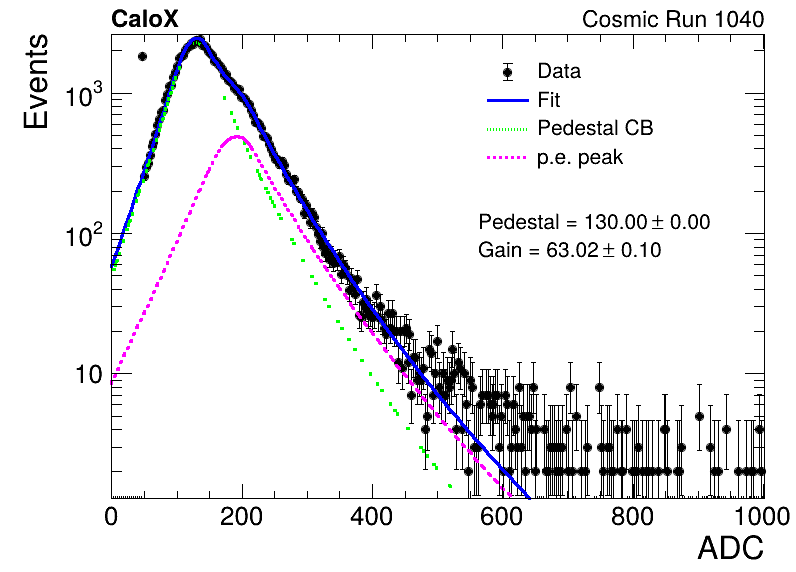 CaloX Cosmic Run 1040
Events
Data
Fit
Pedestal CB
p.e. peak
Pedestal = 130.00 ± 0.00
Gain = 63.02 ± 0.10
10³
10²
10
0 200 400 600 800 1000
ADC